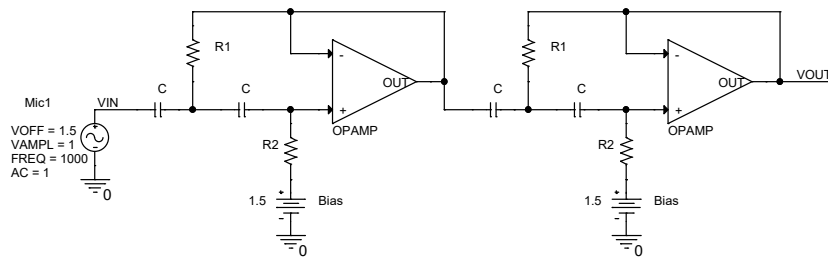 R1
R1
-
-
OUT
OUT
VOUT
C
C
C
C
Mic1
VIN
+
+
OPAMP
OPAMP
VOFF = 1.5
VAMPL = 1
FREQ = 1000
AC = 1
R2
R2
1.5
Bias
1.5
Bias
0
0
0